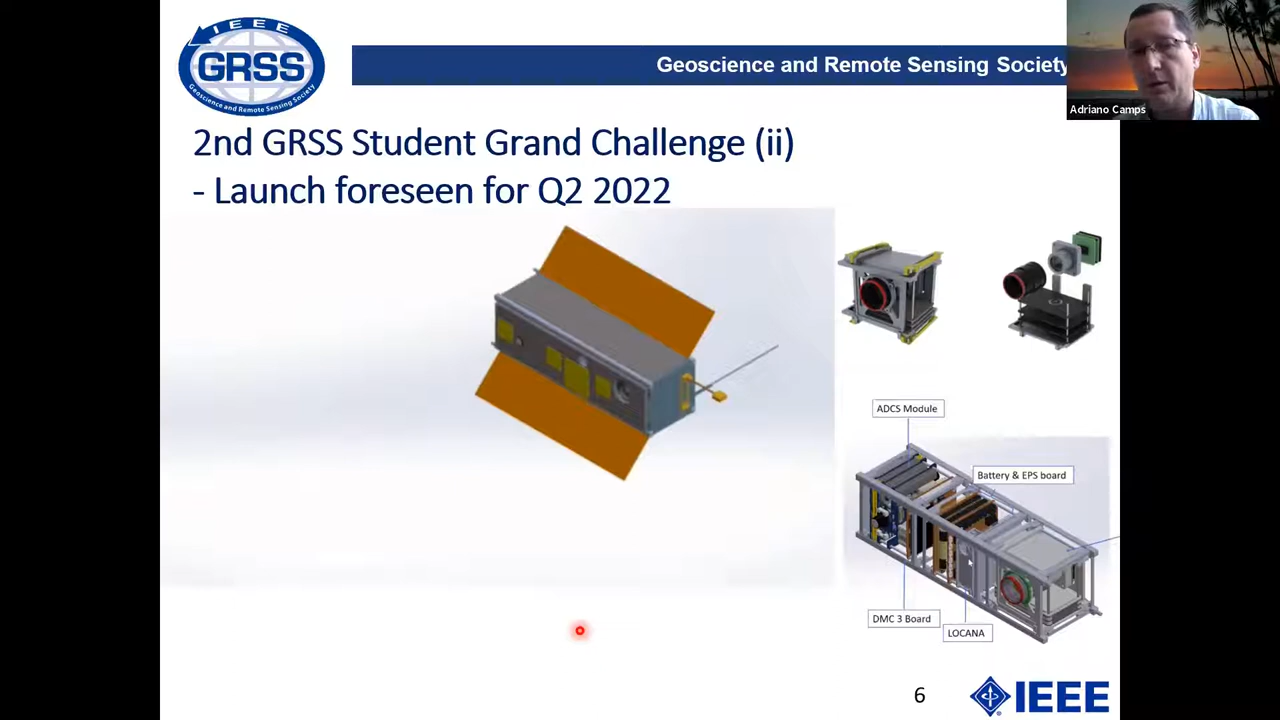 IEEE
GRSS
Geoscience and Remote Sensing Society
Geoscience and Remote Sensing Society
Adriano Camps
2nd GRSS Student Grand Challenge (ii)
- Launch foreseen for Q2 2022
ADCS Module
Battery & EPS board
DMC 3 Board
LOCANA
6
IEEE